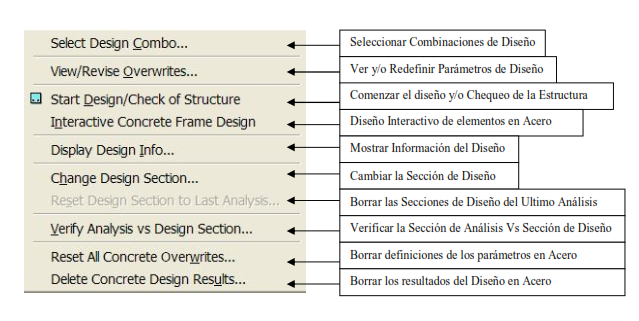 Select Design Combo... Seleccionar Combinaciones de Diseño
View/Revise Overwrites... Ver y/o Redefinir Parámetros de Diseño
Start Design/Check of Structure Comenzar el diseño y/o Chequeo de la Estructura
Interactive Concrete Frame Design Diseño Interactivo de elementos en Acero
Display Design Info... Mostrar Información del Diseño
Change Design Section... Cambiar la Sección de Diseño
Reset Design Section to Last Analysis... Borrar las Secciones de Diseño del Ultimo Análisis
Verify Analysis vs Design Section... Verificar la Sección de Análisis Vs Sección de Diseño
Reset All Concrete Overwrites... Borrar definiciones de los parámetros en Acero
Delete Concrete Design Results... Borrar los resultados del Diseño en Acero